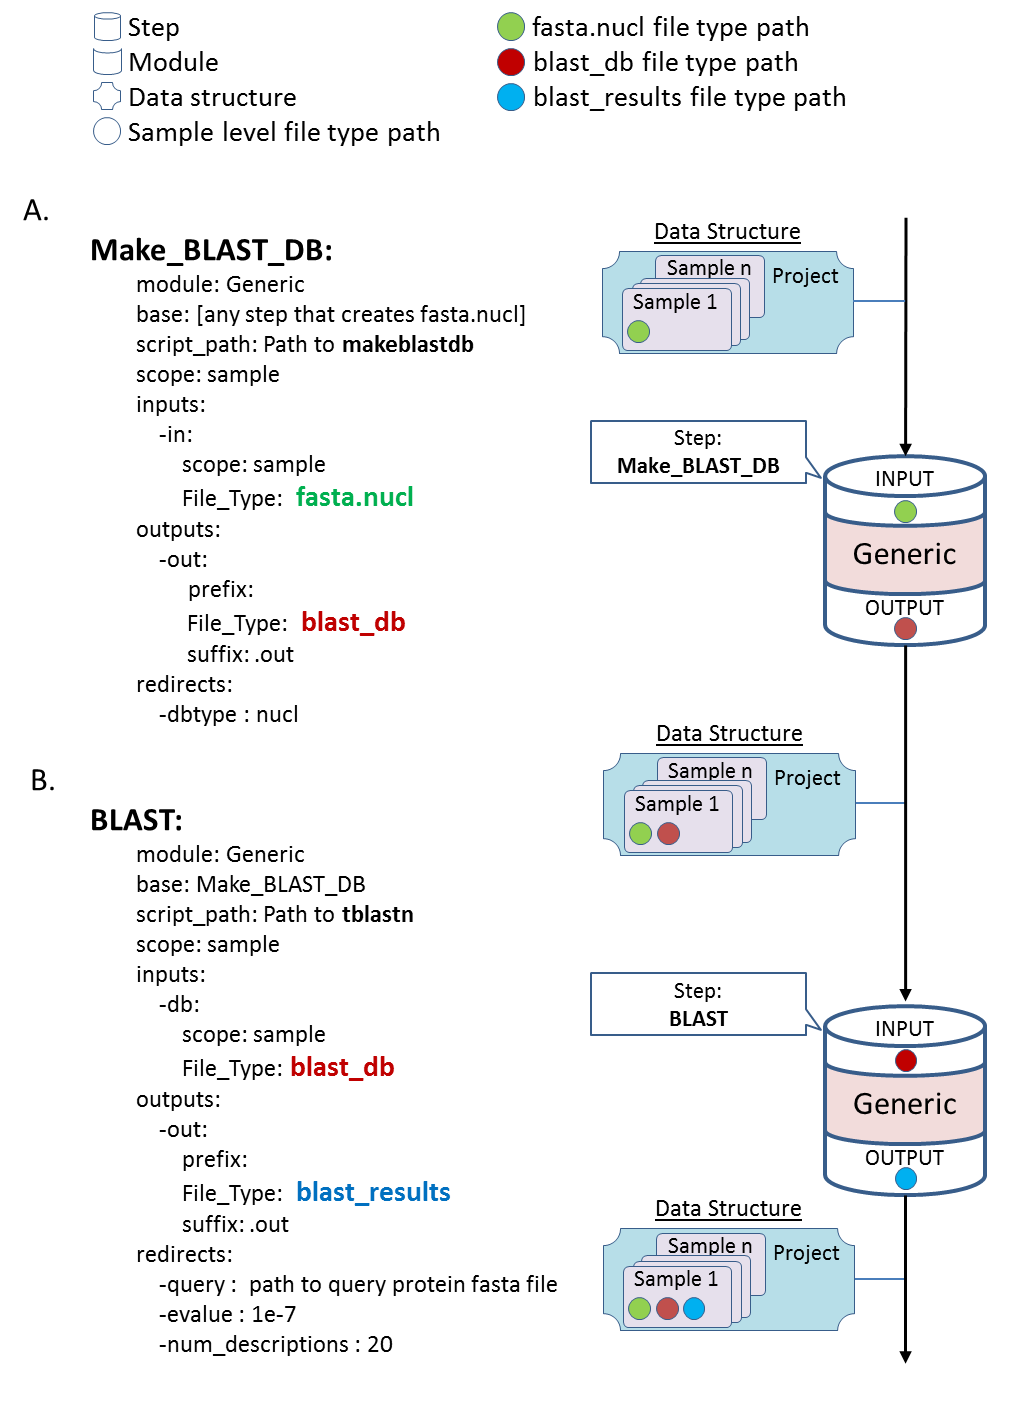 Step
Module
Data structure
Sample level file type path
fasta.nucl file type path
blast_db file type path
blast_results file type path
A.
Make_BLAST_DB:
module: Generic
base: [any step that creates fasta.nucl]
script_path: Path to makeblastdb
scope: sample
inputs:
-in:
scope: sample
File_Type: fasta.nucl
outputs:
-out:
prefix:
File_Type: blast_db
suffix: .out
redirects:
-dbtype : nucl
Data Structure
Sample n
Project
Sample 1
Step:
Make_BLAST_DB
INPUT
Generic
OUTPUT
Data Structure
Sample n
Project
Sample 1
B.
BLAST:
module: Generic
base: Make_BLAST_DB
script_path: Path to tblastn
scope: sample
inputs:
-db:
scope: sample
File_Type: blast_db
outputs:
-out:
prefix:
File_Type: blast_results
suffix: .out
redirects:
-query : path to query protein fasta file
-evalue : 1e-7
-num_descriptions : 20
Step:
BLAST
INPUT
Generic
OUTPUT
Data Structure
Sample n
Project
Sample 1